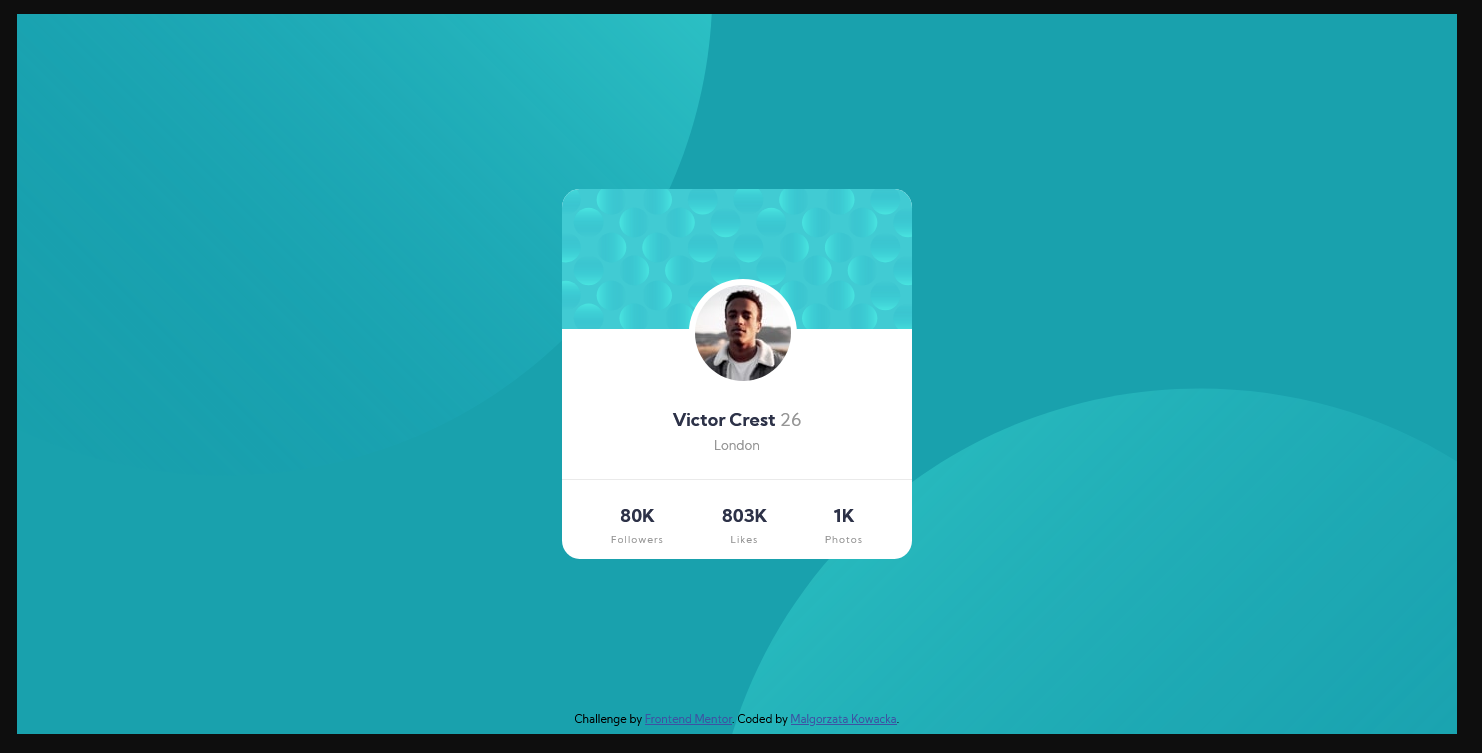 Victor Crest 26
London
80K 803K 1K
Followers Likes Photos
Challenge by Frontend Mentor. Coded by Malgorzata Kowacka.